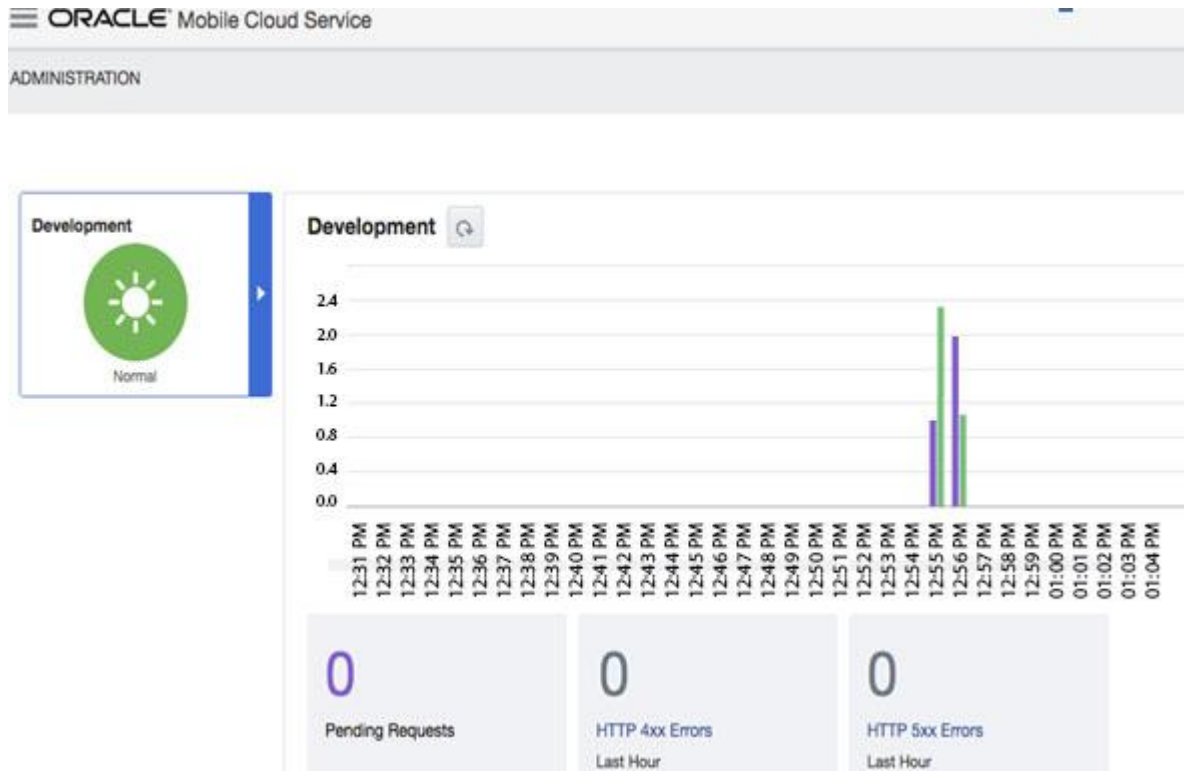 ORACLE Mobile Cloud Service
ADMINISTRATION
Development
Normal
Development
2.4
2.0
1.6
1.2
0.8
0.4
0.0
12:31 PM
12:32 PM
12:33 PM
12:34 PM
12:35 PM
12:36 PM
12:37 PM
12:38 PM
12:39 PM
12:40 PM
12:41 PM
12:42 PM
12:43 PM
12:44 PM
12:45 PM
12:46 PM
12:47 PM
12:48 PM
12:49 PM
12:50 PM
12:51 PM
12:52 PM
12:53 PM
12:54 PM
12:55 PM
12:56 PM
12:57 PM
12:58 PM
12:59 PM
01:00 PM
01:01 PM
01:02 PM
01:03 PM
01:04 PM
0
Pending Requests
0
HTTP 4xx Errors
Last Hour
0
HTTP 5xx Errors
Last Hour